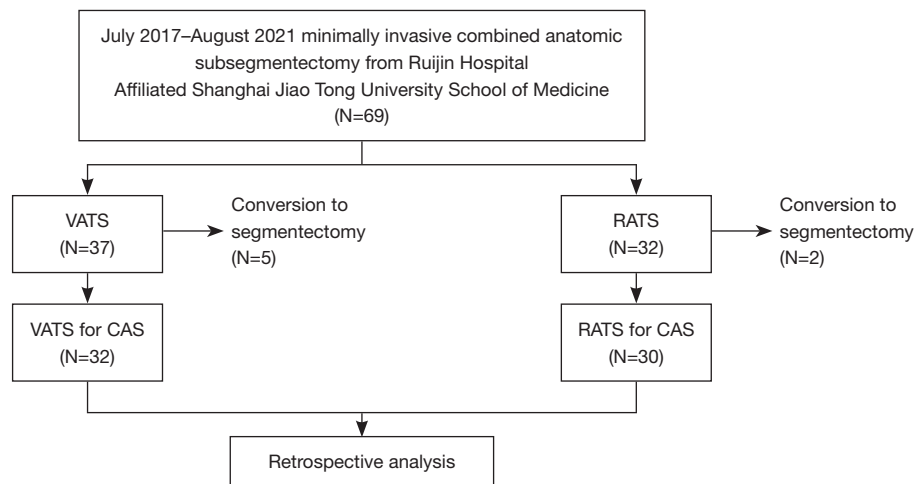 July 2017–August 2021 minimally invasive combined anatomic
subsegmentectomy from Ruijin Hospital
Affiliated Shanghai Jiao Tong University School of Medicine
(N=69)
VATS
(N=37)
Conversion to
segmentectomy
(N=5)
RATS
(N=32)
Conversion to
segmentectomy
(N=2)
VATS for CAS
(N=32)
RATS for CAS
(N=30)
Retrospective analysis